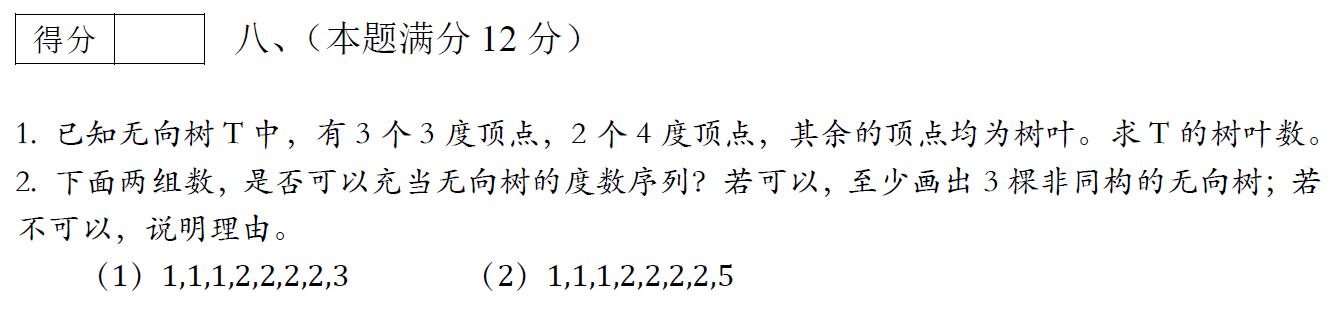 得分 八、（本题满分 12 分）
1. 已知无向树 T 中，有 3 个 3 度顶点，2 个 4 度顶点，其余的顶点均为树叶。求 T 的树叶数。
2. 下面两组数，是否可以充当无向树的度数序列？若可以，至少画出 3 棵非同构的无向树；若
不可以，说明理由。
（1）1,1,1,2,2,2,2,3 （2）1,1,1,2,2,2,2,5